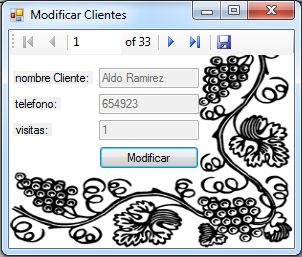 Modificar Clientes
1 of 33
nombre Cliente: Aldo Ramirez
telefono: 654923
visitas: 1
Modificar